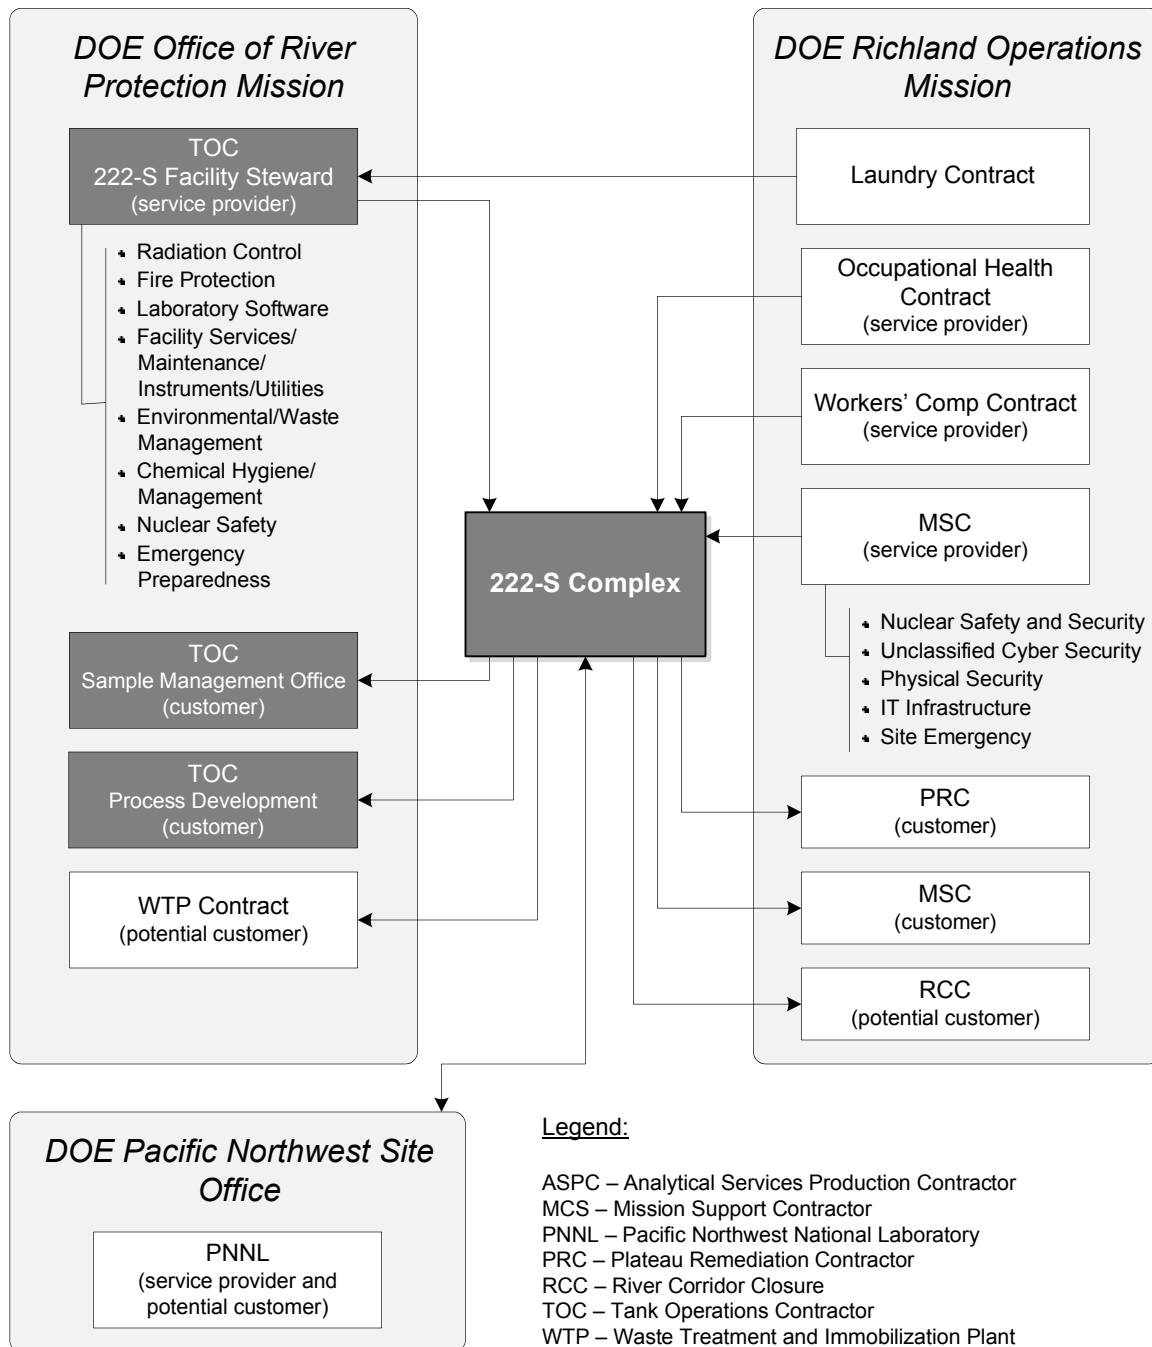 DOE Office of River
Protection Mission
TOC
222-S Facility Steward
(service provider)
Radiation Control
Fire Protection
Laboratory Software
Facility Services/
Maintenance/
Instruments/Utilities
Environmental/Waste
Management
Chemical Hygiene/
Management
Nuclear Safety
Emergency
Preparedness
TOC
Sample Management Office
(customer)
TOC
Process Development
(customer)
WTP Contract
(potential customer)
222-S Complex
DOE Richland Operations
Mission
Laundry Contract
Occupational Health
Contract
(service provider)
Workers’ Comp Contract
(service provider)
MSC
(service provider)
Nuclear Safety and Security
Unclassified Cyber Security
Physical Security
IT Infrastructure
Site Emergency
PRC
(customer)
MSC
(customer)
RCC
(potential customer)
DOE Pacific Northwest Site
Office
PNNL
(service provider and
potential customer)
Legend:
ASPC – Analytical Services Production Contractor
MCS – Mission Support Contractor
PNNL – Pacific Northwest National Laboratory
PRC – Plateau Remediation Contractor
RCC – River Corridor Closure
TOC – Tank Operations Contractor
WTP – Waste Treatment and Immobilization Plant